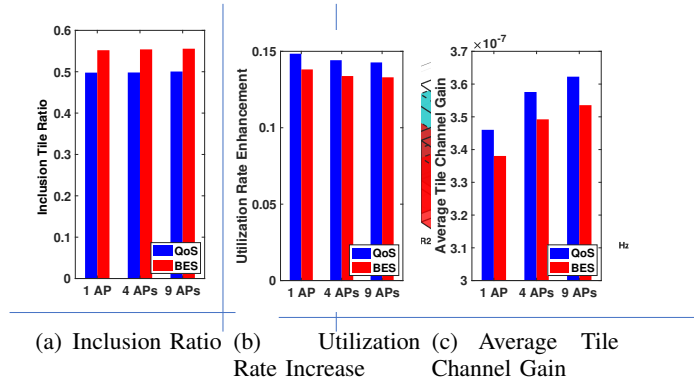 0.6
0.5
0.4
0.3
0.2
0.1
0
Inclusion Tile Ratio
QoS
BES
1 AP 4 APs 9 APs
0.15
0.1
0.05
0
Utilization Rate Enhancement
QoS
BES
1 AP 4 APs 9 APs
R2
×10⁻⁷
3.7
3.6
3.5
3.4
3.3
3.2
3.1
3
Average Tile Channel Gain
QoS
BES
1 AP 4 APs 9 APs
Hz
(a) Inclusion Ratio
(b) Utilization
Rate Increase
(c) Average Tile
Channel Gain